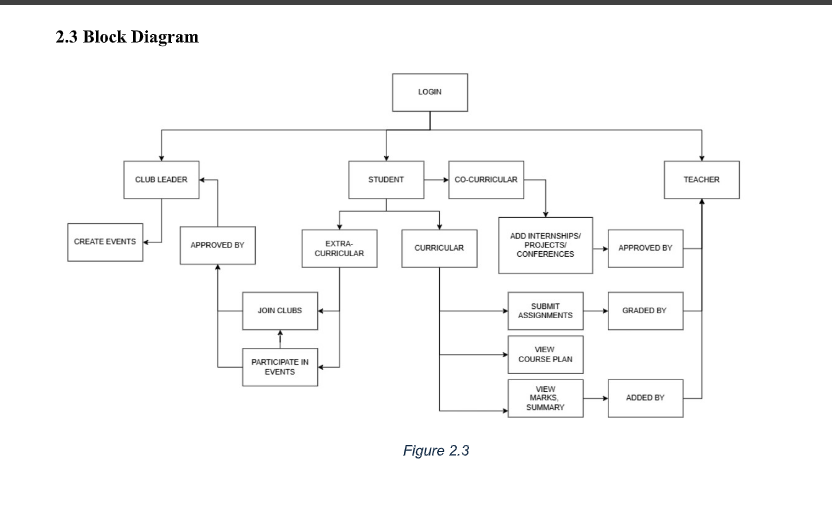 2.3 Block Diagram
LOGIN
CLUB LEADER
STUDENT
CO-CURRICULAR
TEACHER
CREATE EVENTS
APPROVED BY
EXTRA-
CURRICULAR
CURRICULAR
ADD INTERNSHIPS/
PROJECTS/
CONFERENCES
APPROVED BY
JOIN CLUBS
SUBMIT
ASSIGNMENTS
GRADED BY
PARTICIPATE IN
EVENTS
VIEW
COURSE PLAN
VIEW
MARKS,
SUMMARY
ADDED BY
Figure 2.3